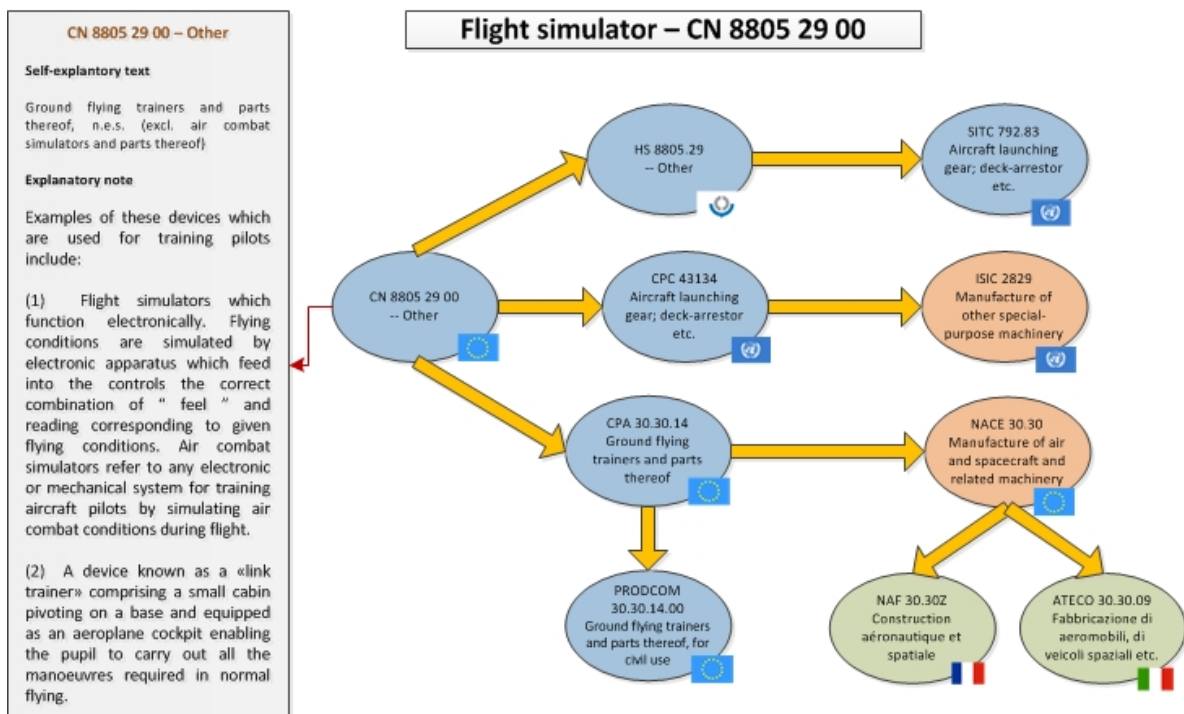 CN 8805 29 00 – Other
Self-explantory text
Ground flying trainers and parts
thereof, n.e.s. (excl. air combat
simulators and parts thereof)
Explanatory note
Examples of these devices which
are used for training pilots
include:
(1) Flight simulators which
function electronically. Flying
conditions are simulated by
electronic apparatus which feed
into the controls the correct
combination of “ feel ” and
reading corresponding to given
flying conditions. Air combat
simulators refer to any electronic
or mechanical system for training
aircraft pilots by simulating air
combat conditions during flight.
(2) A device known as a «link
trainer» comprising a small cabin
pivoting on a base and equipped
as an aeroplane cockpit enabling
the pupil to carry out all the
manoeuvres required in normal
flying.
Flight simulator – CN 8805 29 00
HS 8805.29
-- Other
SITC 792.83
Aircraft launching
gear; deck-arrestor
etc.
CN 8805 29 00
-- Other
CPC 43134
Aircraft launching
gear; deck-arrestor
etc.
ISIC 2829
Manufacture of
other special-
purpose machinery
CPA 30.30.14
Ground flying
trainers and parts
thereof
NACE 30.30
Manufacture of air
and spacecraft and
related machinery
PRODCOM
30.30.14.00
Ground flying trainers
and parts thereof, for
civil use
NAF 30.30Z
Construction
aéronautique et
spatiale
ATECO 30.30.09
Fabbricazione di
aeromobili, di
veicoli spaziali etc.